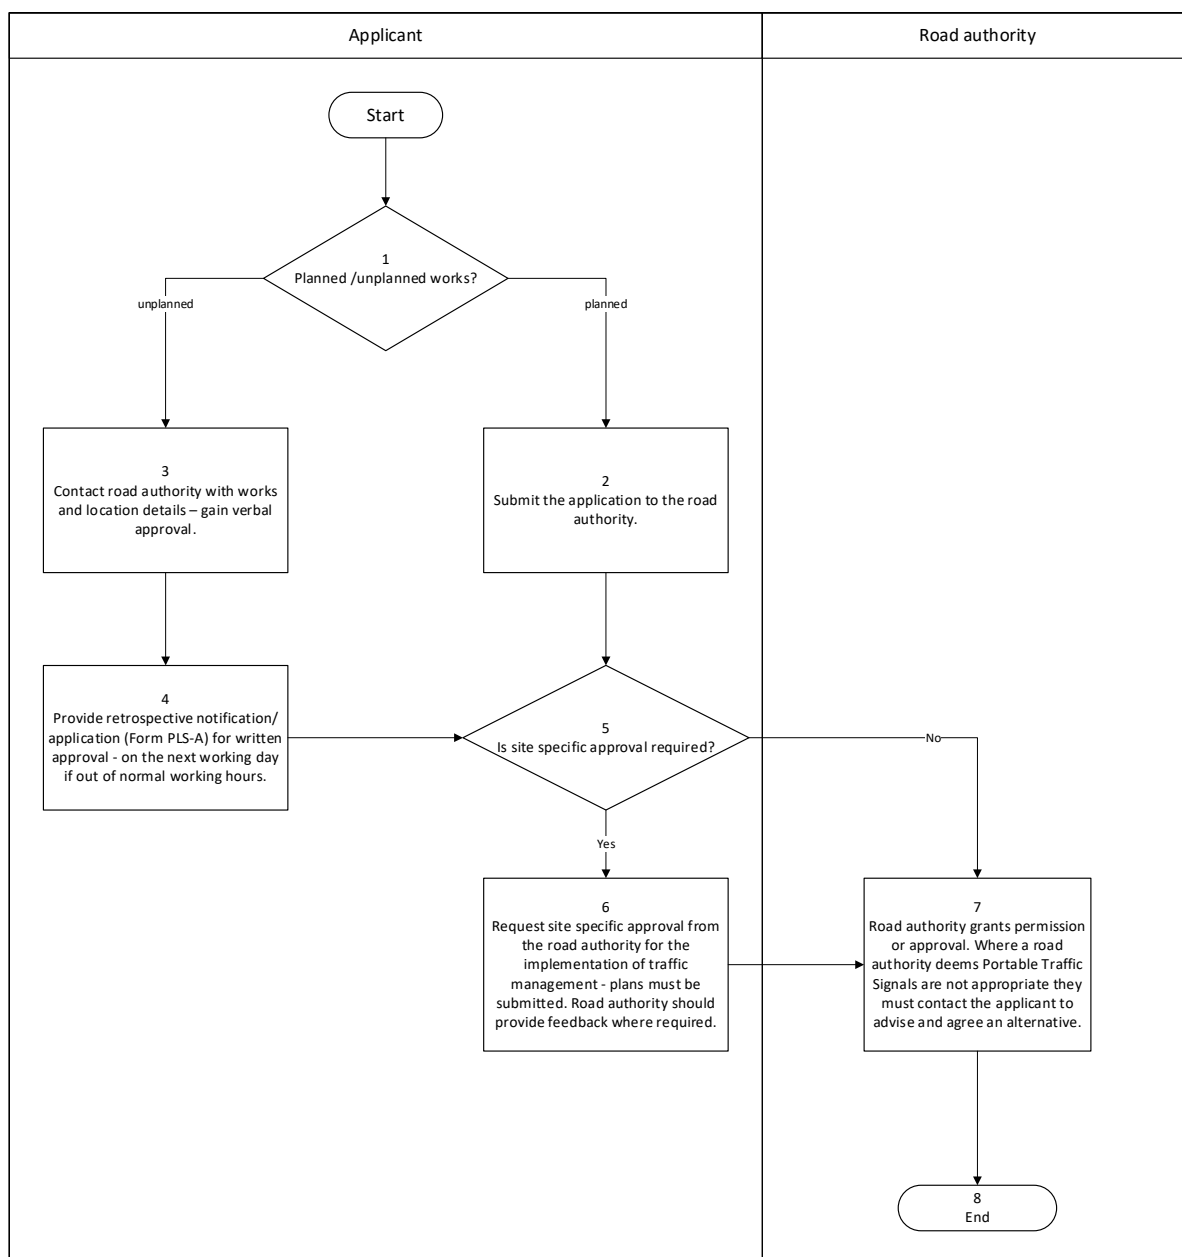 Applicant
Road authority
Start
1
Planned /unplanned works?
unplanned
planned
3
Contact road authority with works
and location details – gain verbal
approval.
2
Submit the application to the road
authority.
4
Provide retrospective notification/
application (Form PLS-A) for written
approval - on the next working day
if out of normal working hours.
5
Is site specific approval required?
No
Yes
6
Request site specific approval from
the road authority for the
implementation of traffic
management - plans must be
submitted. Road authority should
provide feedback where required.
7
Road authority grants permission
or approval. Where a road
authority deems Portable Traffic
Signals are not appropriate they
must contact the applicant to
advise and agree an alternative.
8
End